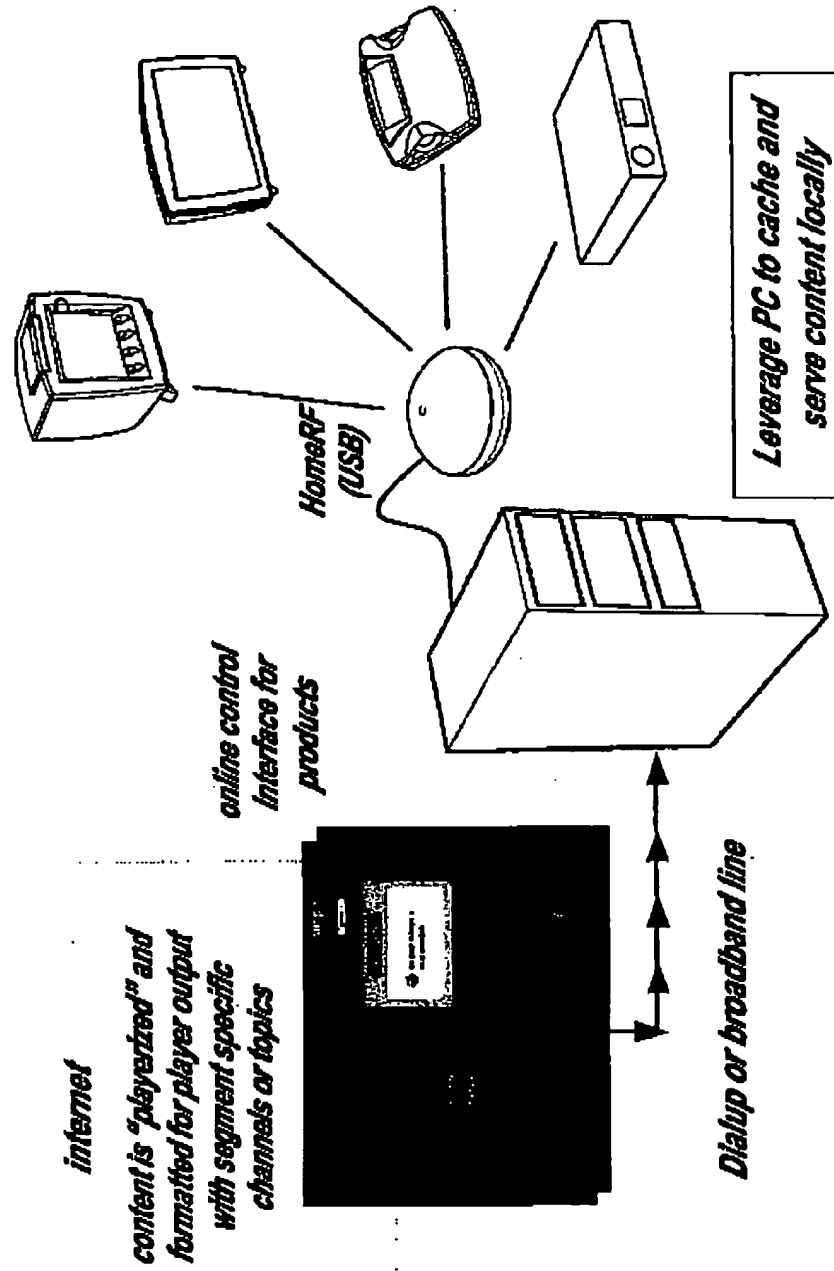 internet
content is "playerized" and
formatted for player output
with segment specific
channels or topics
online control
interface for
products
HomeRF
(USB)
Dialup or broadband line
Leverage PC to cache and
serve content locally